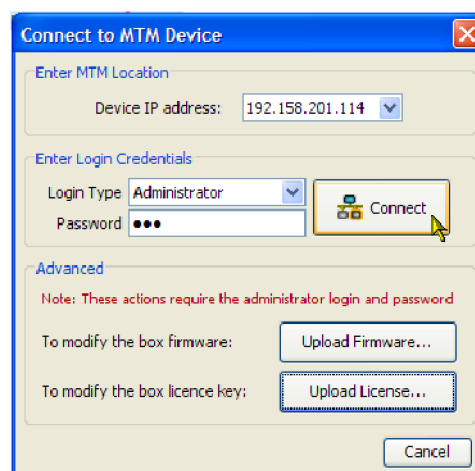 Connect to MTM Device
Enter MTM Location
Device IP address: 192.158.201.114
Enter Login Credentials
Login Type Administrator
Password ●●●
Connect
Advanced
Note: These actions require the administrator login and password
To modify the box firmware: Upload Firmware...
To modify the box licence key: Upload License...
Cancel